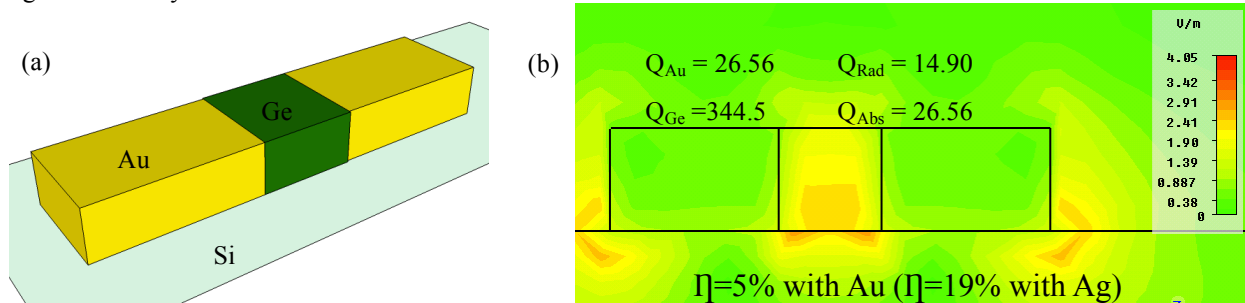 (a)
Ge
Au
Si
(b)
Q_Au = 26.56 Q_Rad = 14.90
Q_Ge =344.5 Q_Abs = 26.56
V/m
4.05
3.42
2.91
2.41
1.90
1.39
0.887
0.38
0
Ƞ=5% with Au (Ƞ=19% with Ag)